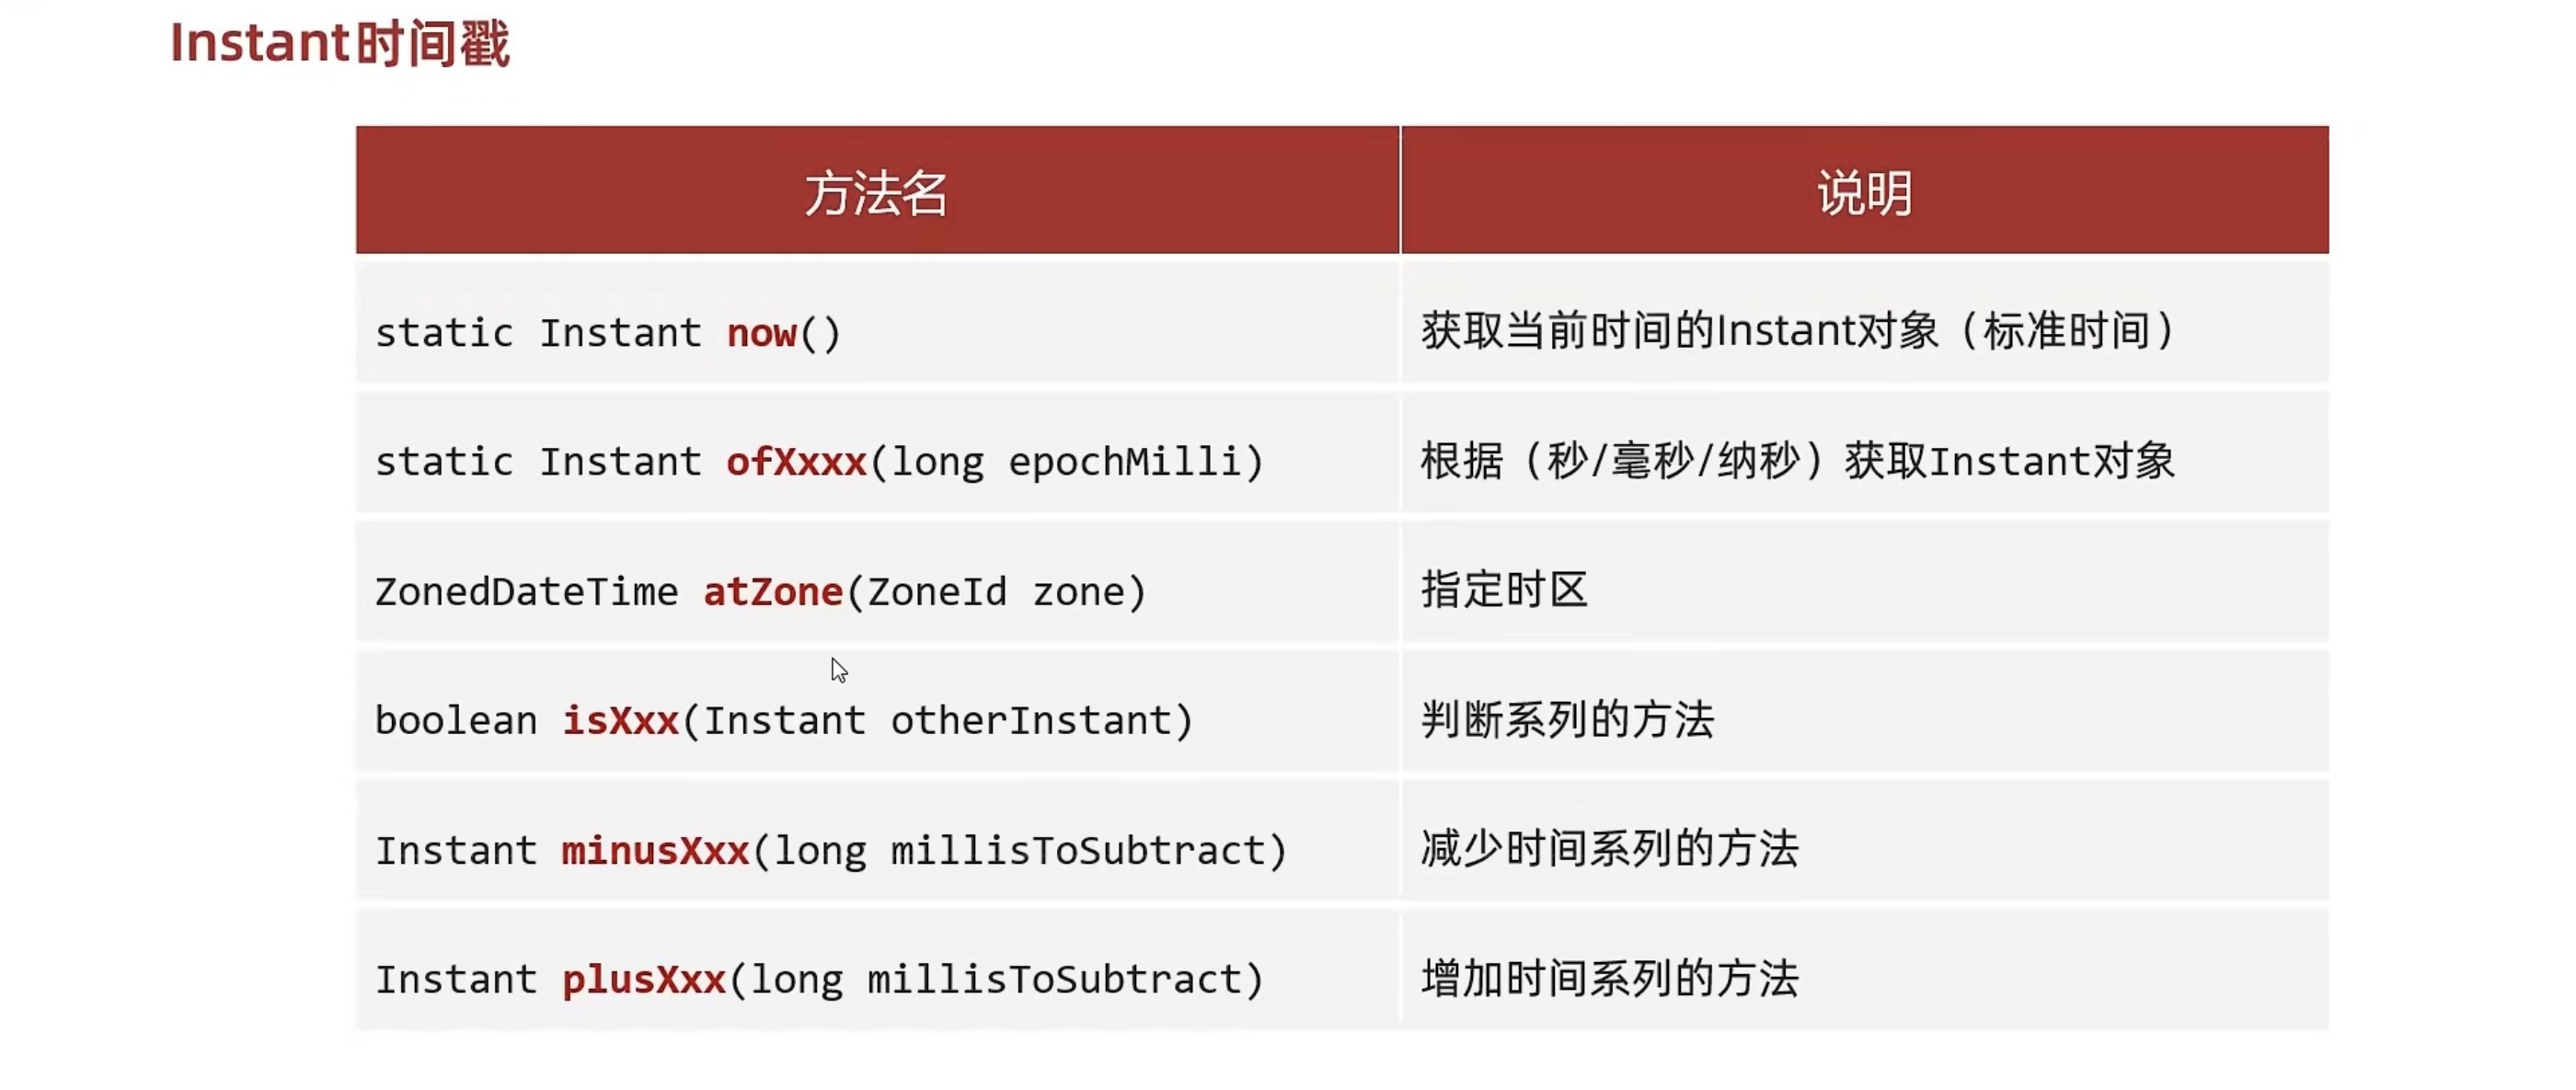 Instant时间戳
方法名 说明
static Instant now() 获取当前时间的Instant对象（标准时间）
static Instant ofXxxx(long epochMilli) 根据（秒/毫秒/纳秒）获取Instant对象
ZonedDateTime atZone(ZoneId zone) 指定时区
boolean isXxx(Instant otherInstant) 判断系列的方法
Instant minusXxx(long millisToSubtract) 减少时间系列的方法
Instant plusXxx(long millisToSubtract) 增加时间系列的方法